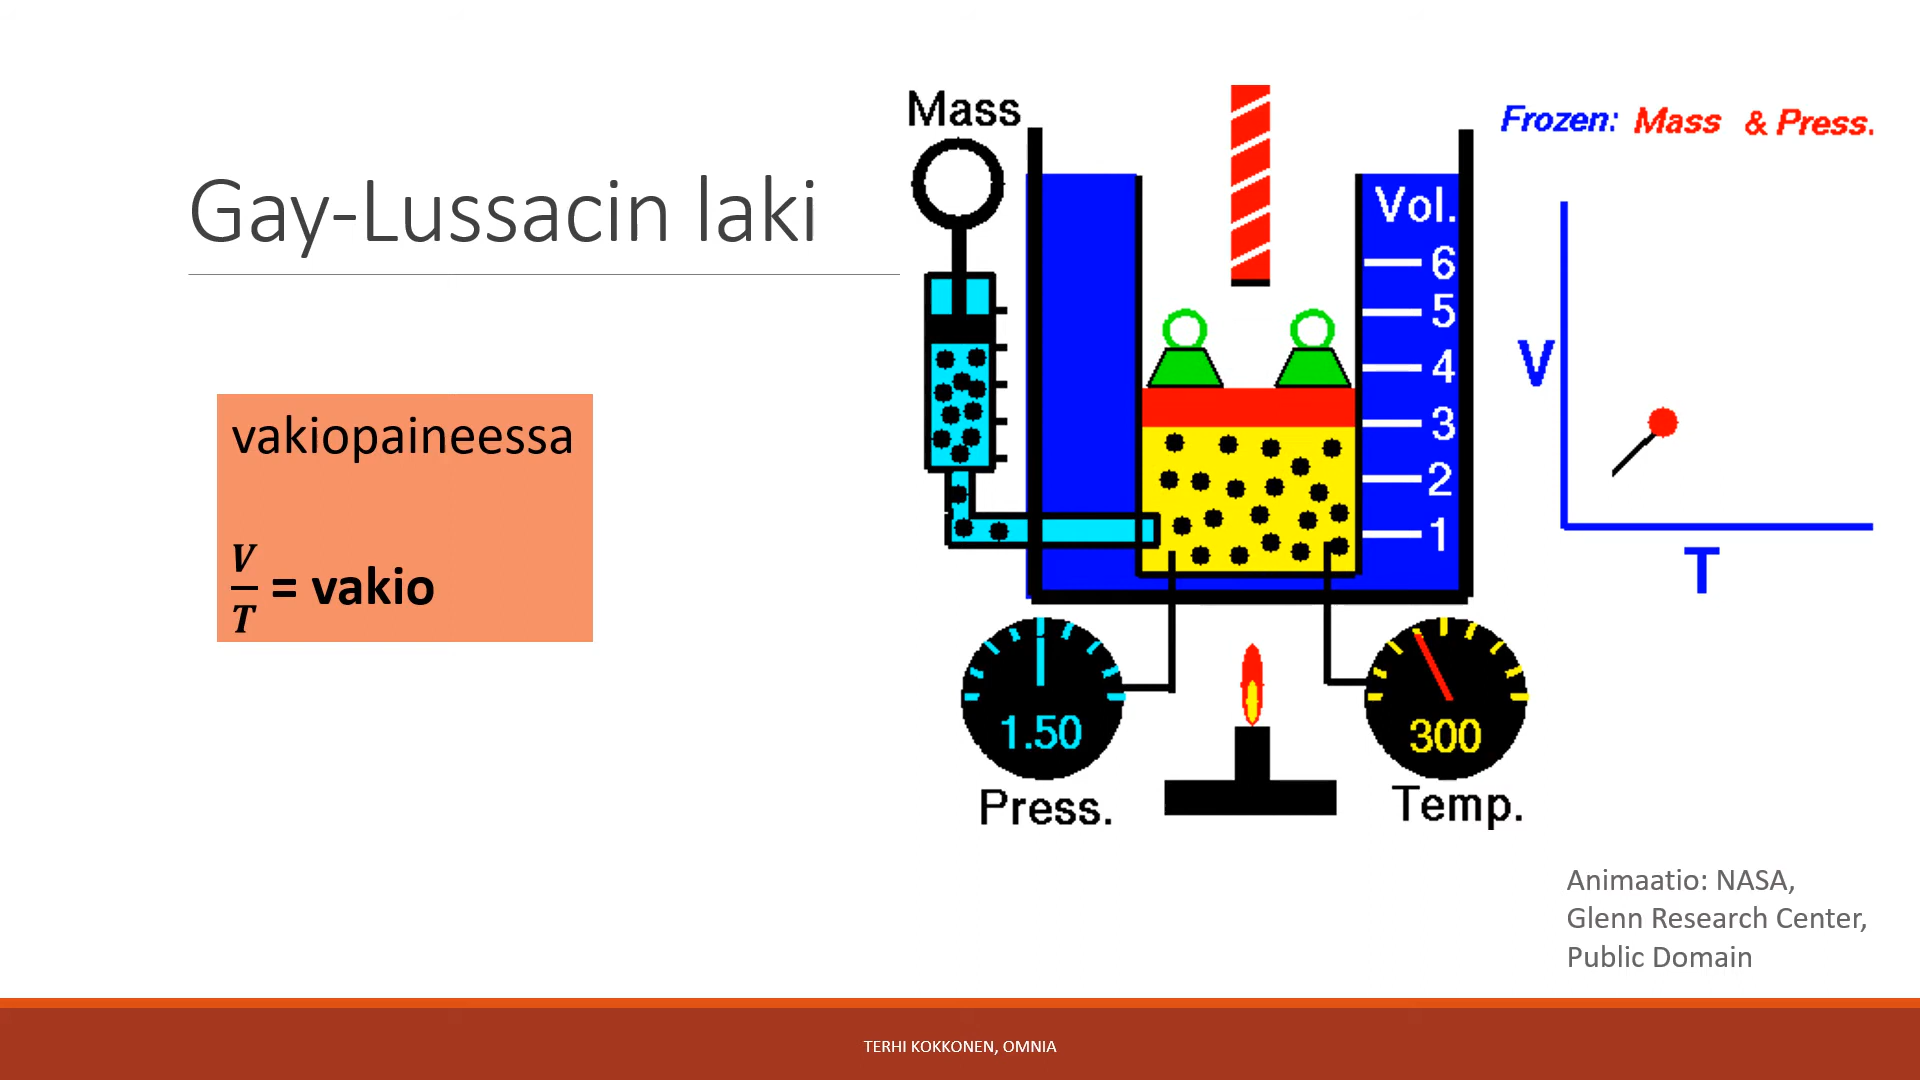 Gay-Lussacin laki
vakiopaineessa
V
T
= vakio
Mass
Frozen: Mass & Press.
Vol.
6
5
4
3
2
1
V
T
1.50
300
Press.
Temp.
Animaatio: NASA,
Glenn Research Center,
Public Domain
TERHI KOKKONEN, OMNIA